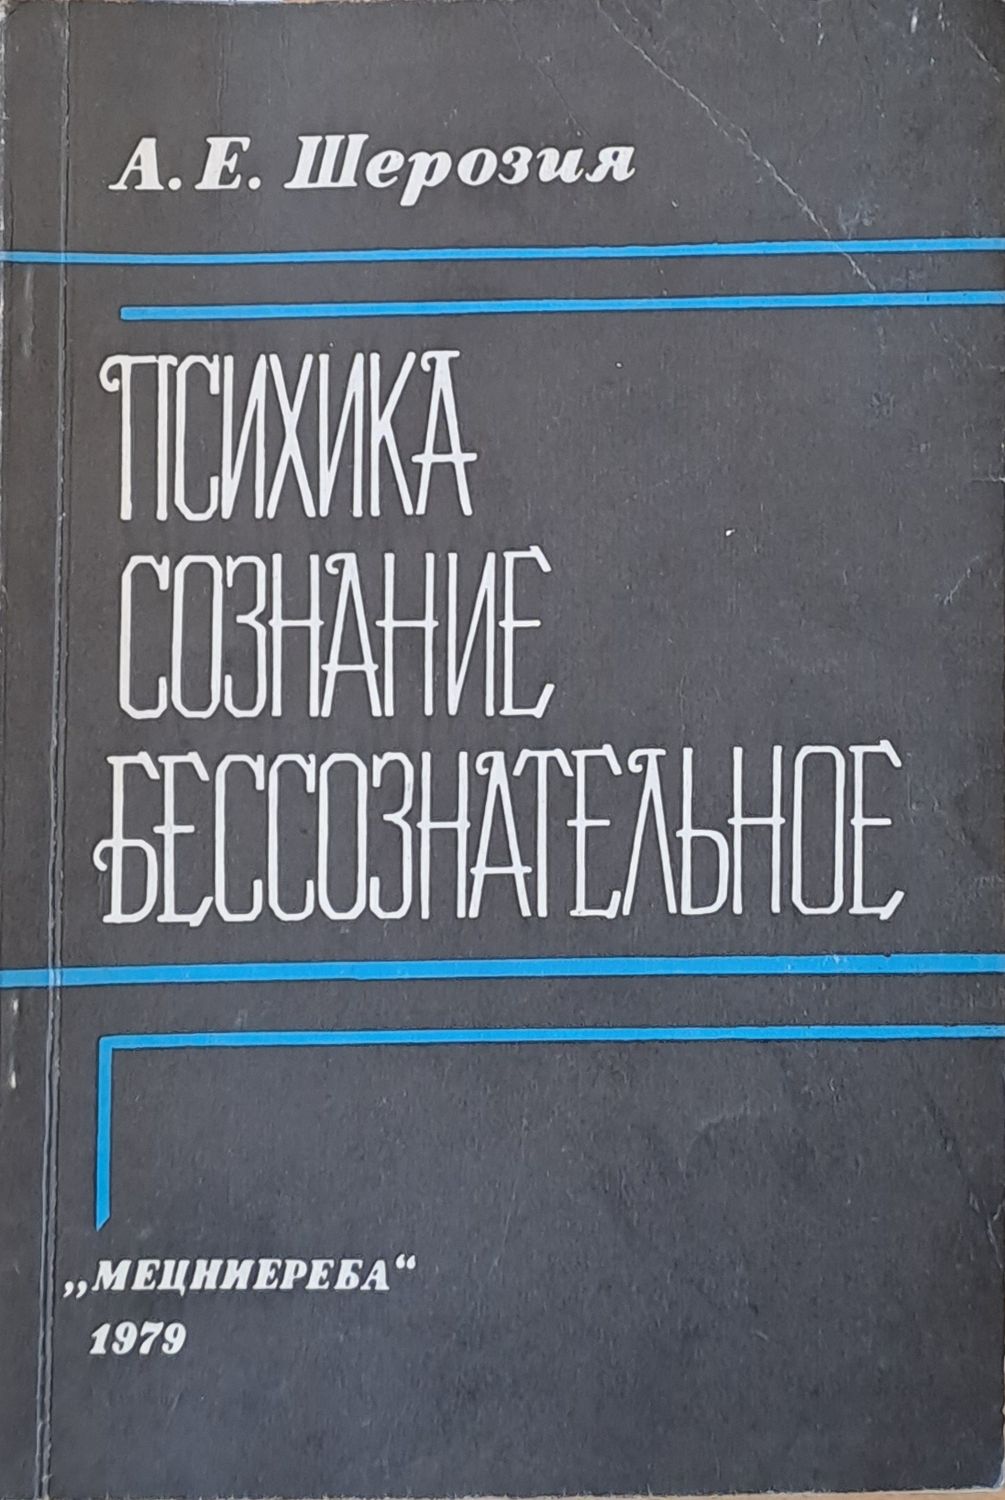 А. Е. Шерозия
ПСИХИКА
СОЗНАНИЕ
БЕССОЗНАТЕЛЬНОЕ
„МЕЦНИЕРЕБА“
1979